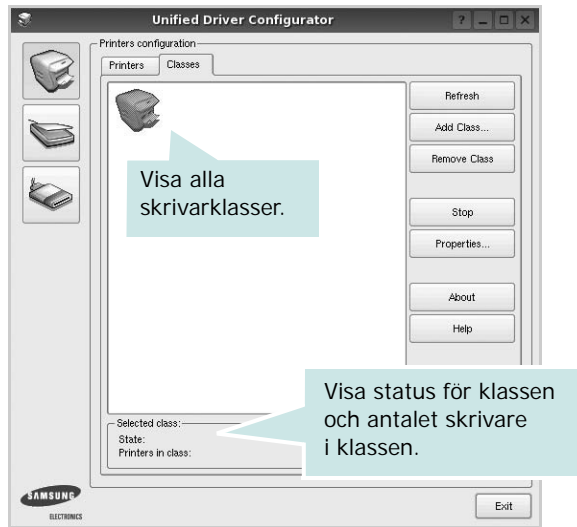 Unified Driver Configurator
Printers configuration
Printers Classes
Refresh
Add Class...
Remove Class
Visa alla
skrivarklasser.
Stop
Properties...
About
Help
Visa status för klassen
och antalet skrivare
i klassen.
Selected class:
State:
Printers in class:
SAMSUNG
ELECTRONICS
Exit